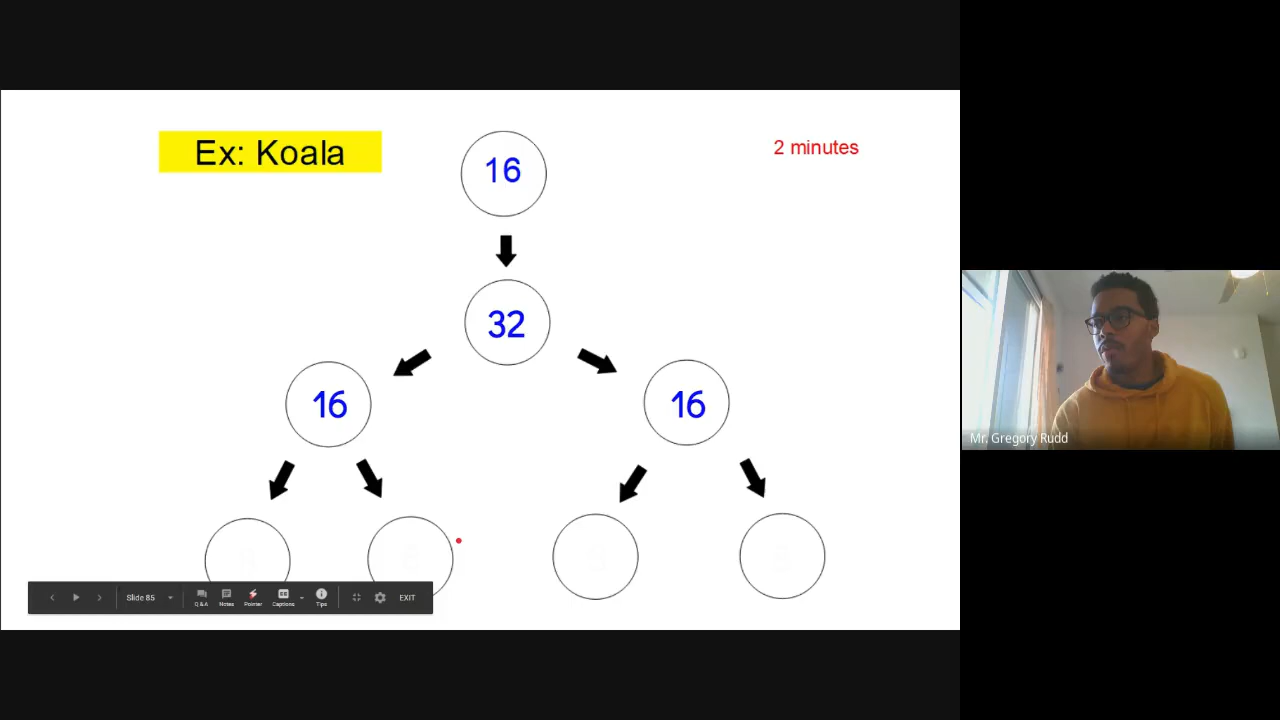 Ex: Koala
2 minutes
16
32
16
16
Mr. Gregory Rudd
Slide 85
Q&A
Notes
Pointer
Captions
Tips
EXIT